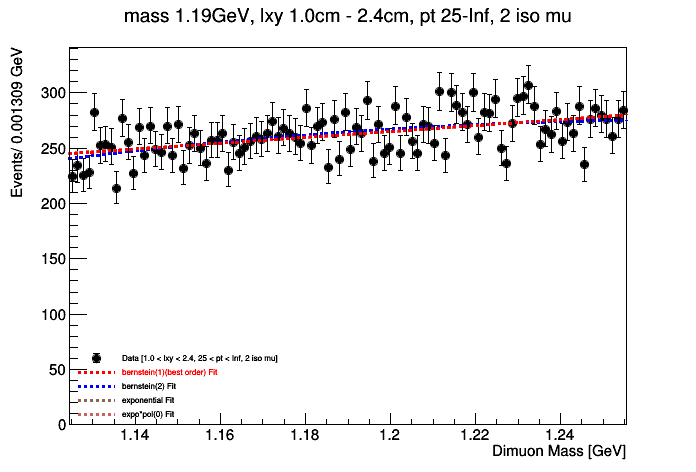 mass 1.19GeV, lxy 1.0cm - 2.4cm, pt 25-Inf, 2 iso mu
Events/ 0.001309 GeV
300
250
200
150
100
50
0
Data [1.0 < lxy < 2.4, 25 < pt < Inf, 2 iso mu]
bernstein(1)(best order) Fit
bernstein(2) Fit
exponential Fit
expo*pol(0) Fit
1.14 1.16 1.18 1.2 1.22 1.24
Dimuon Mass [GeV]